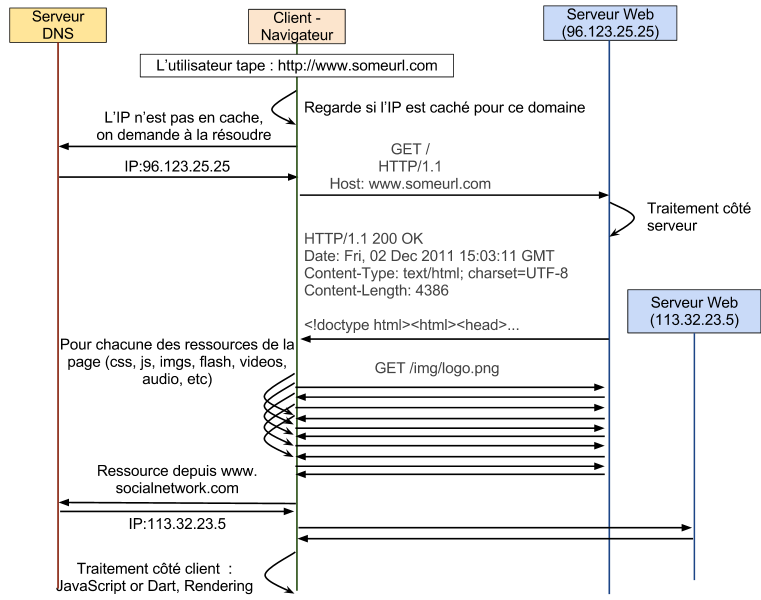 Serveur
DNS
Client -
Navigateur
Serveur Web
(96.123.25.25)
L'utilisateur tape : http://www.someurl.com
Regarde si l'IP est caché pour ce domaine
L'IP n'est pas en cache,
on demande à la résoudre
IP:96.123.25.25
GET /
HTTP/1.1
Host: www.someurl.com
Traitement côté
serveur
HTTP/1.1 200 OK
Date: Fri, 02 Dec 2011 15:03:11 GMT
Content-Type: text/html; charset=UTF-8
Content-Length: 4386
<!doctype html><html><head>...
Serveur Web
(113.32.23.5)
Pour chacune des ressources de la
page (css, js, imgs, flash, videos,
audio, etc)
GET /img/logo.png
Ressource depuis www.
socialnetwork.com
IP:113.32.23.5
Traitement côté client :
JavaScript or Dart, Rendering